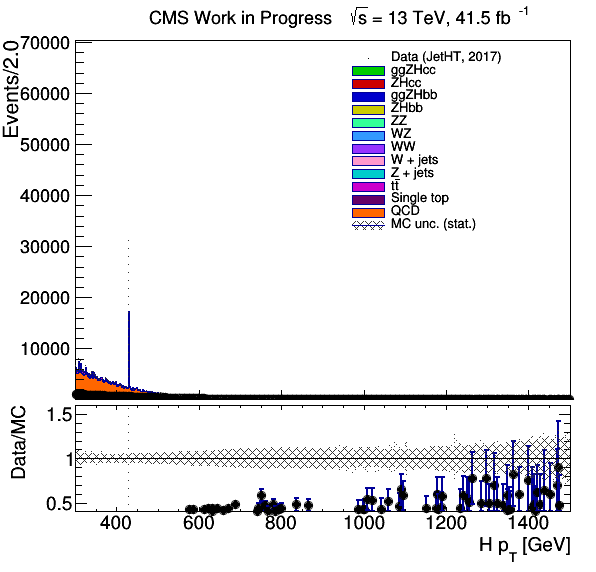 CMS Work in Progress √s = 13 TeV, 41.5 fb⁻¹
Events/2.0
70000
60000
50000
40000
30000
20000
10000
Data (JetHT, 2017)
ggZHcc
ZHcc
ggZHbb
ZHbb
ZZ
WZ
WW
W + jets
Z + jets
tt̄
Single top
QCD
MC unc. (stat.)
Data/MC
1.5
1
0.5
400 600 800 1000 1200 1400
H p_T [GeV]